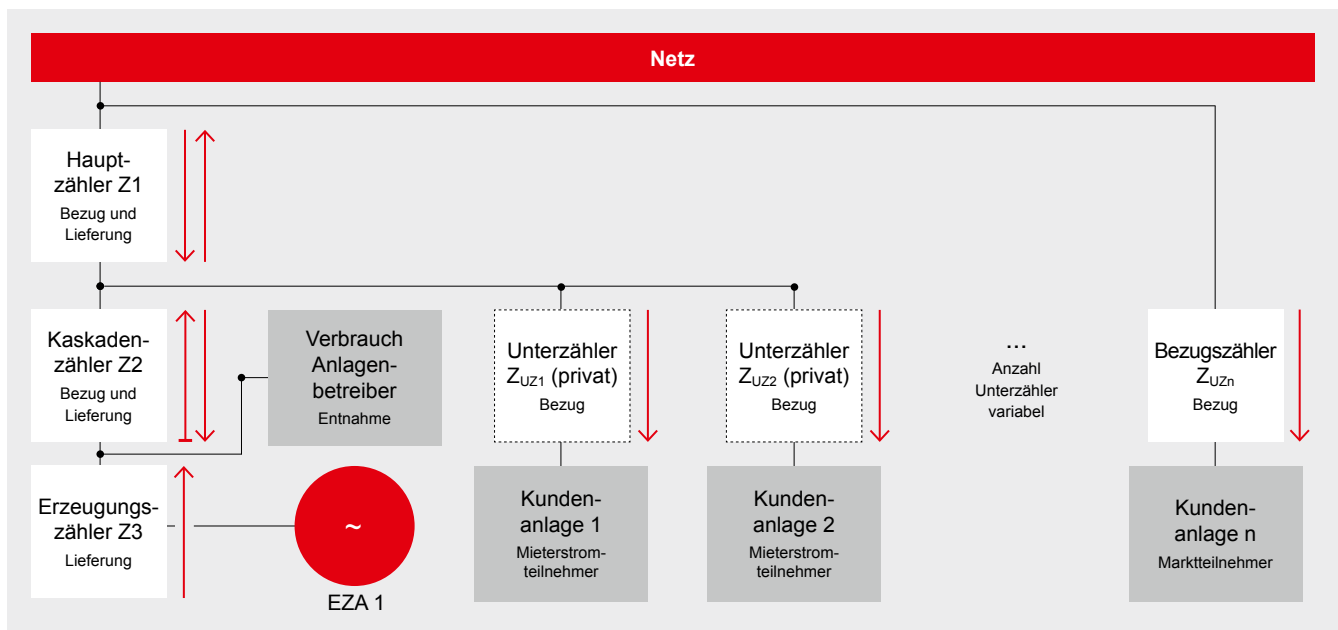 Netz
Haupt-
zähler Z1
Bezug und
Lieferung
Kaskaden-
zähler Z2
Bezug und
Lieferung
Verbrauch
Anlagen-
betreiber
Entnahme
Unterzähler
ZUZ1 (privat)
Bezug
Unterzähler
ZUZ2 (privat)
Bezug
...
Anzahl
Unterzähler
variabel
Bezugszähler
ZUZn
Bezug
Erzeugungs-
zähler Z3
Lieferung
~
EZA 1
Kunden-
anlage 1
Mieterstrom-
teilnehmer
Kunden-
anlage 2
Mieterstrom-
teilnehmer
Kunden-
anlage n
Marktteilnehmer